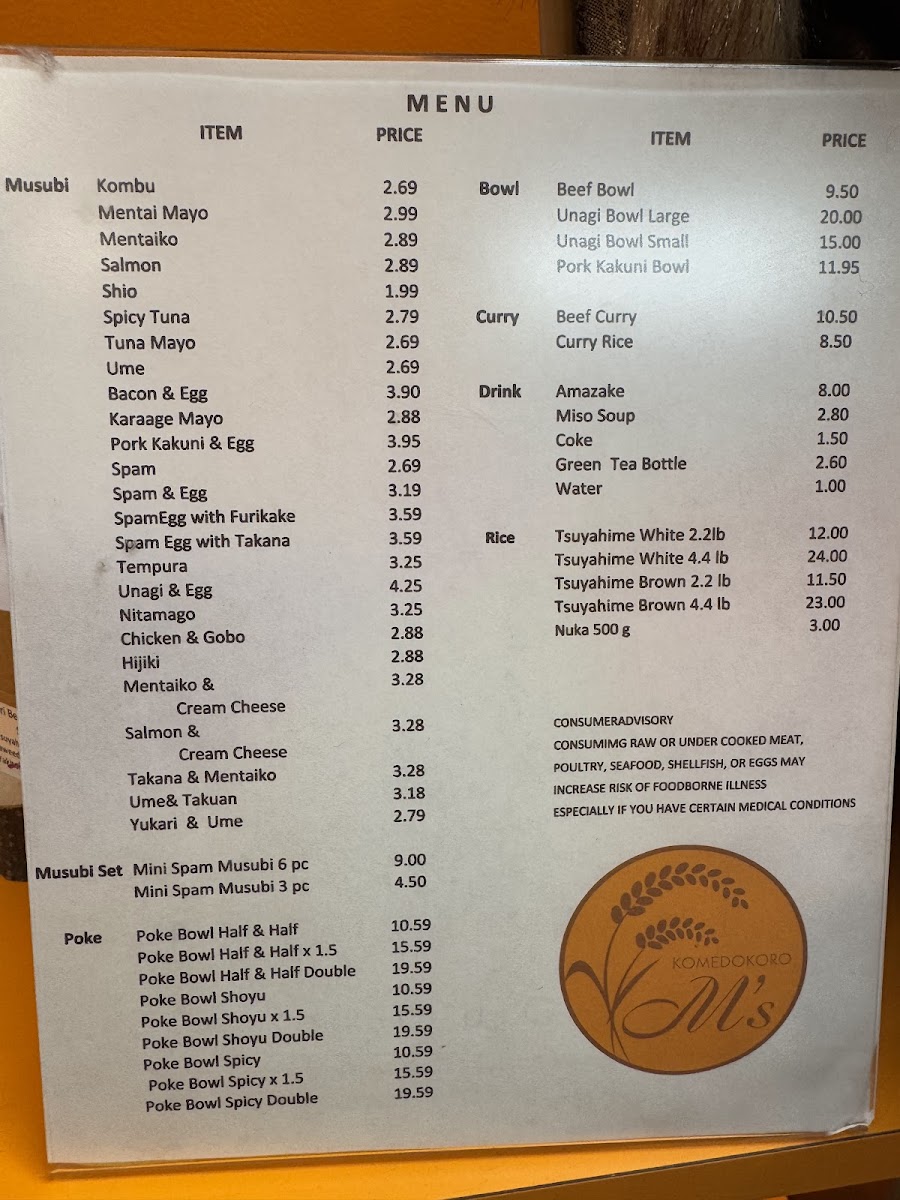 MENU
ITEM PRICE
Musubi Kombu 2.69
Mentai Mayo 2.99
Mentaiko 2.89
Salmon 2.89
Shio 1.99
Spicy Tuna 2.79
Tuna Mayo 2.69
Ume 2.69
Bacon & Egg 3.90
Karaage Mayo 2.88
Pork Kakuni & Egg 3.95
Spam 2.69
Spam & Egg 3.19
SpamEgg with Furikake 3.59
Spam Egg with Takana 3.59
Tempura 3.25
Unagi & Egg 4.25
Nitamago 3.25
Chicken & Gobo 2.88
Hijiki 2.88
Mentaiko & 3.28
Cream Cheese
Salmon & 3.28
Cream Cheese
Takana & Mentaiko 3.28
Ume& Takuan 3.18
Yukari & Ume 2.79
Musubi Set Mini Spam Musubi 6 pc 9.00
Mini Spam Musubi 3 pc 4.50
Poke Poke Bowl Half & Half 10.59
Poke Bowl Half & Half x 1.5 15.59
Poke Bowl Half & Half Double 19.59
Poke Bowl Shoyu 10.59
Poke Bowl Shoyu x 1.5 15.59
Poke Bowl Shoyu Double 19.59
Poke Bowl Spicy 10.59
Poke Bowl Spicy x 1.5 15.59
Poke Bowl Spicy Double 19.59
ITEM PRICE
Bowl Beef Bowl 9.50
Unagi Bowl Large 20.00
Unagi Bowl Small 15.00
Pork Kakuni Bowl 11.95
Curry Beef Curry 10.50
Curry Rice 8.50
Drink Amazake 8.00
Miso Soup 2.80
Coke 1.50
Green Tea Bottle 2.60
Water 1.00
Rice Tsuyahime White 2.2lb 12.00
Tsuyahime White 4.4 lb 24.00
Tsuyahime Brown 2.2 lb 11.50
Tsuyahime Brown 4.4 lb 23.00
Nuka 500 g 3.00
CONSUMERADVISORY
CONSUMIMG RAW OR UNDER COOKED MEAT,
POULTRY, SEAFOOD, SHELLFISH, OR EGGS MAY
INCREASE RISK OF FOODBORNE ILLNESS
ESPECIALLY IF YOU HAVE CERTAIN MEDICAL CONDITIONS
KOMEDOKORO
M's